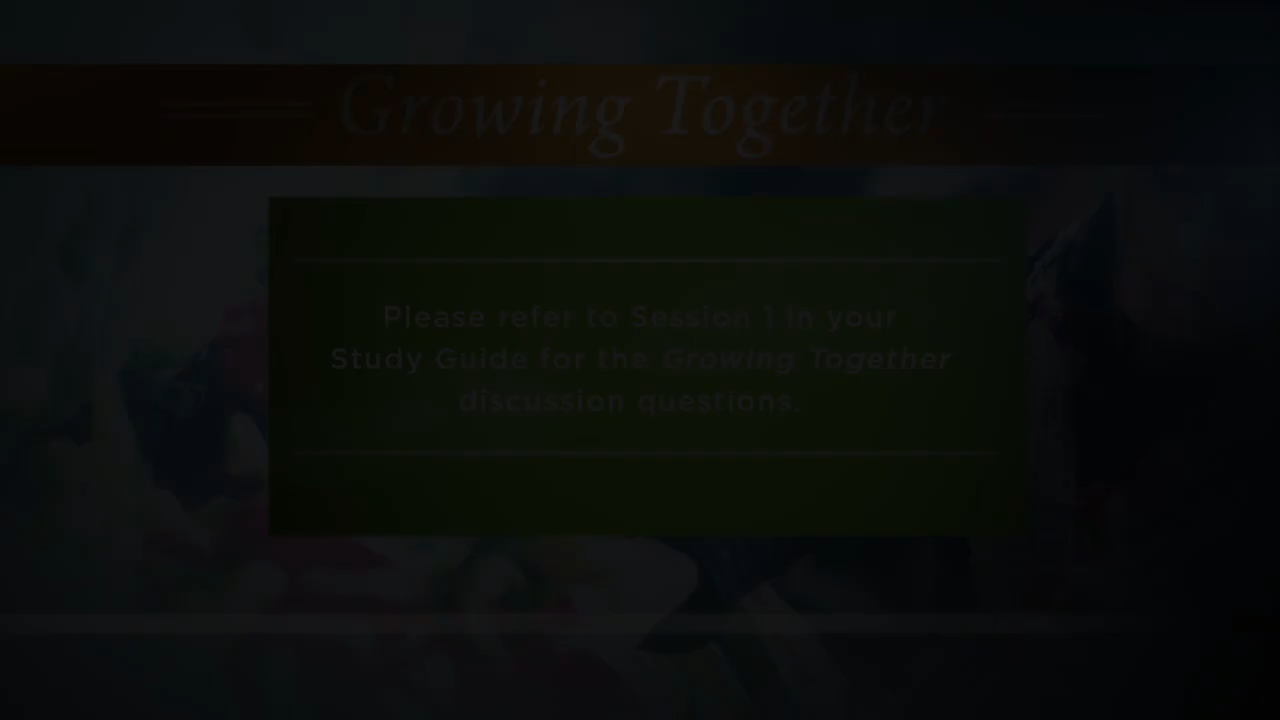 Growing Together
Please refer to Session 1 in your
Study Guide for the Growing Together
discussion questions.